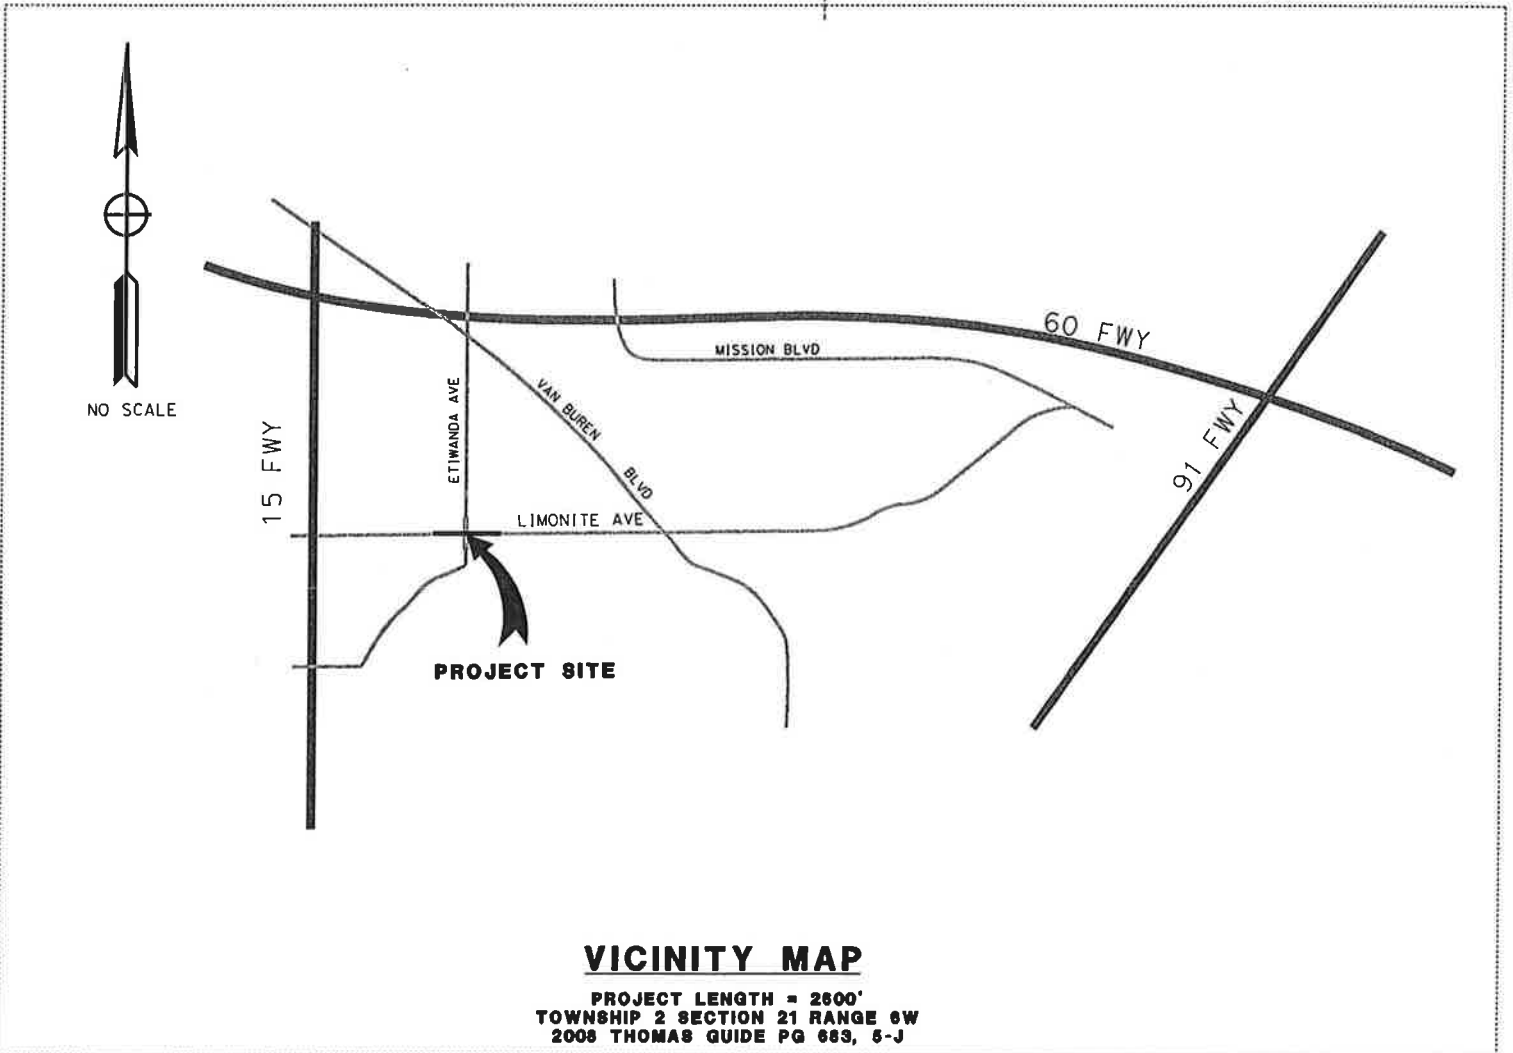 NO SCALE
15 FWY
ETIWANDA AVE
VAN BUREN BLVD
MISSION BLVD
60 FWY
91 FWY
LIMONITE AVE
PROJECT SITE
VICINITY MAP
PROJECT LENGTH = 2600'
TOWNSHIP 2 SECTION 21 RANGE 6W
2008 THOMAS GUIDE PG 683, 5-J